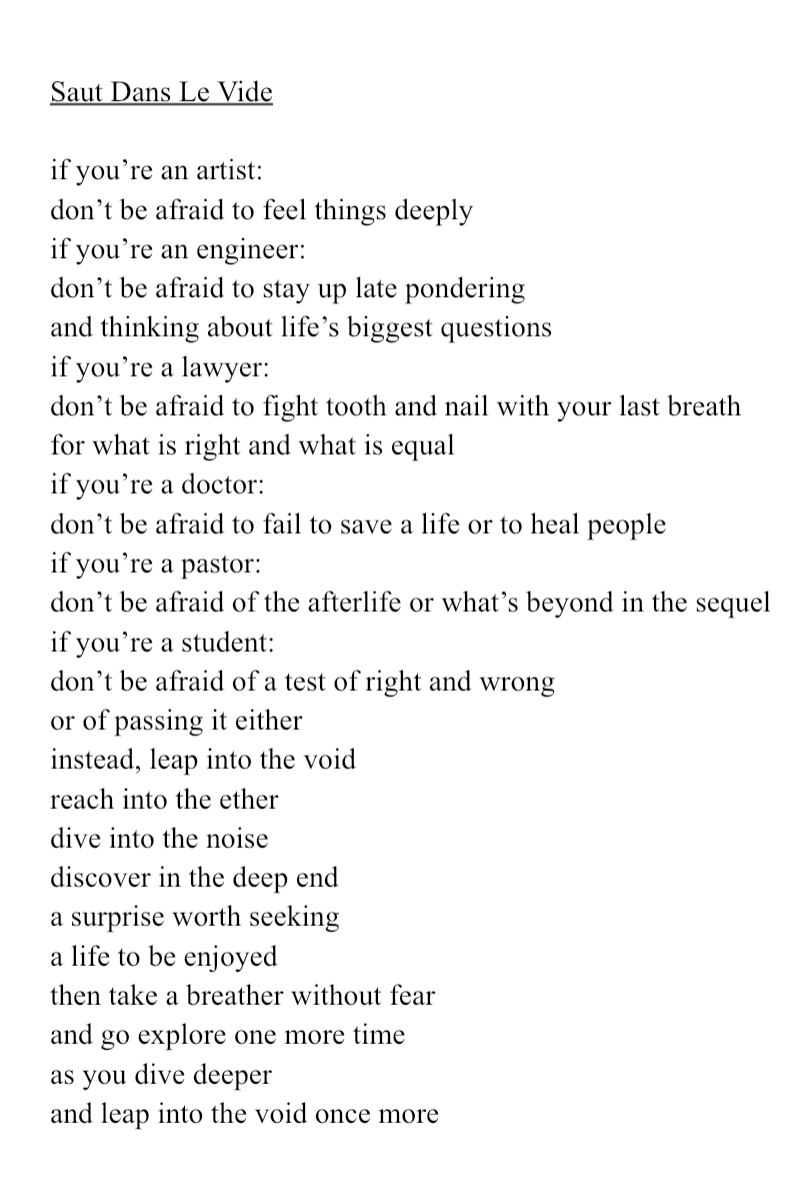 Saut Dans Le Vide
if you’re an artist:
don’t be afraid to feel things deeply
if you’re an engineer:
don’t be afraid to stay up late pondering
and thinking about life’s biggest questions
if you’re a lawyer:
don’t be afraid to fight tooth and nail with your last breath
for what is right and what is equal
if you’re a doctor:
don’t be afraid to fail to save a life or to heal people
if you’re a pastor:
don’t be afraid of the afterlife or what’s beyond in the sequel
if you’re a student:
don’t be afraid of a test of right and wrong
or of passing it either
instead, leap into the void
reach into the ether
dive into the noise
discover in the deep end
a surprise worth seeking
a life to be enjoyed
then take a breather without fear
and go explore one more time
as you dive deeper
and leap into the void once more